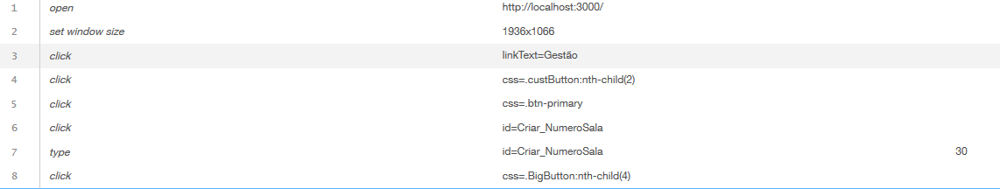 1 open http://localhost:3000/
2 set window size 1936x1066
3 click linkText=Gestão
4 click css=.custButton:nth-child(2)
5 click css=.btn-primary
6 click id=Criar_NumeroSala
7 type id=Criar_NumeroSala 30
8 click css=.BigButton:nth-child(4)